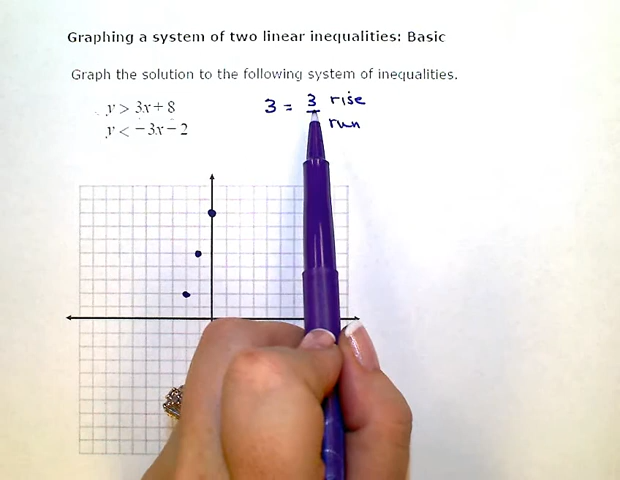 Graphing a system of two linear inequalities: Basic
Graph the solution to the following system of inequalities.
y > 3x + 8
y < −3x − 2
3 = 3 rise
run